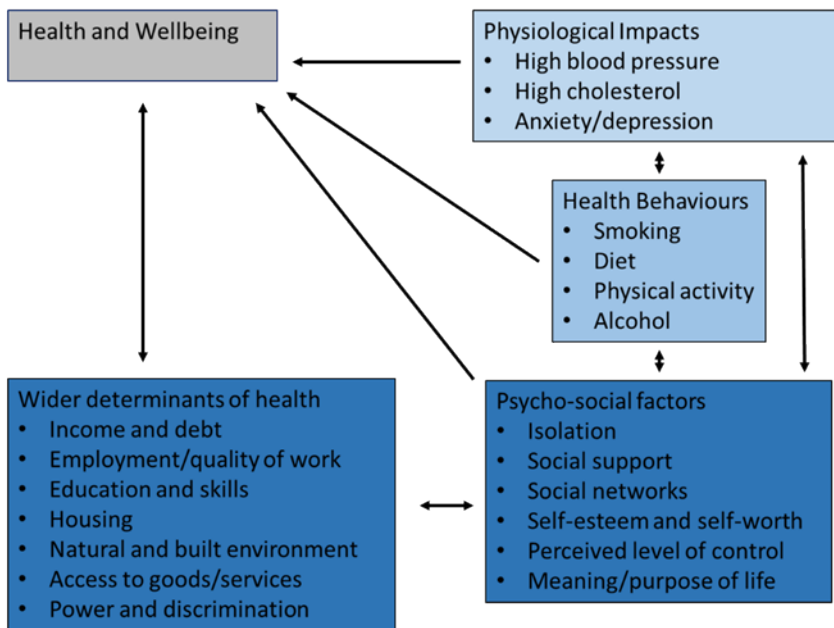 Health and Wellbeing
Physiological Impacts
• High blood pressure
• High cholesterol
• Anxiety/depression
Health Behaviours
• Smoking
• Diet
• Physical activity
• Alcohol
Wider determinants of health
• Income and debt
• Employment/quality of work
• Education and skills
• Housing
• Natural and built environment
• Access to goods/services
• Power and discrimination
Psycho-social factors
• Isolation
• Social support
• Social networks
• Self-esteem and self-worth
• Perceived level of control
• Meaning/purpose of life